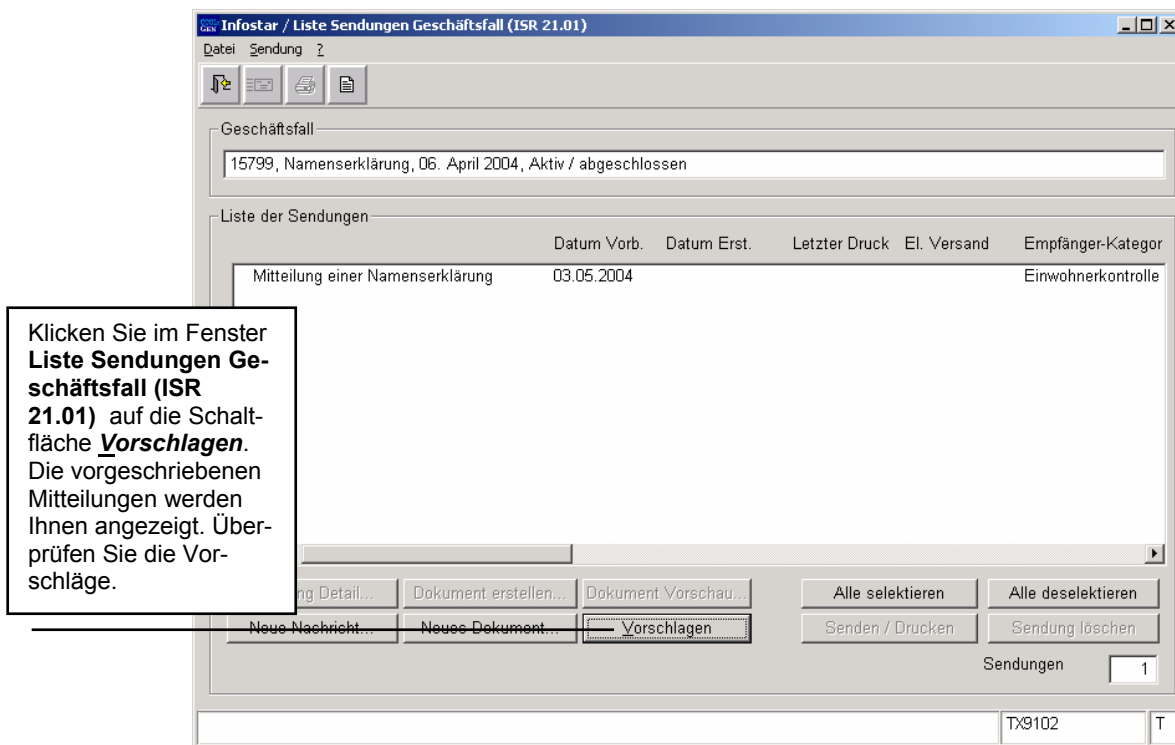 Infostar / Liste Sendungen Geschäftsfall (ISR 21.01)
Datei Sendung ?
Geschäftsfall
15799, Namenserklärung, 06. April 2004, Aktiv / abgeschlossen
Liste der Sendungen
Datum Vorb. Datum Erst. Letzter Druck El. Versand Empfänger-Kategor
Mitteilung einer Namenserklärung 03.05.2004 Einwohnerkontrolle
Klicken Sie im Fenster
Liste Sendungen Ge-
schäftsfall (ISR
21.01) auf die Schalt-
fläche Vorschlagen.
Die vorgeschriebenen
Mitteilungen werden
Ihnen angezeigt. Über-
prüfen Sie die Vor-
schläge.
ng Detail... Dokument erstellen... Dokument Vorschau... Alle selektieren Alle deselektieren
Neue Nachricht... Neues Dokument... Vorschlagen Senden / Drucken Sendung löschen
Sendungen 1
TX9102 T